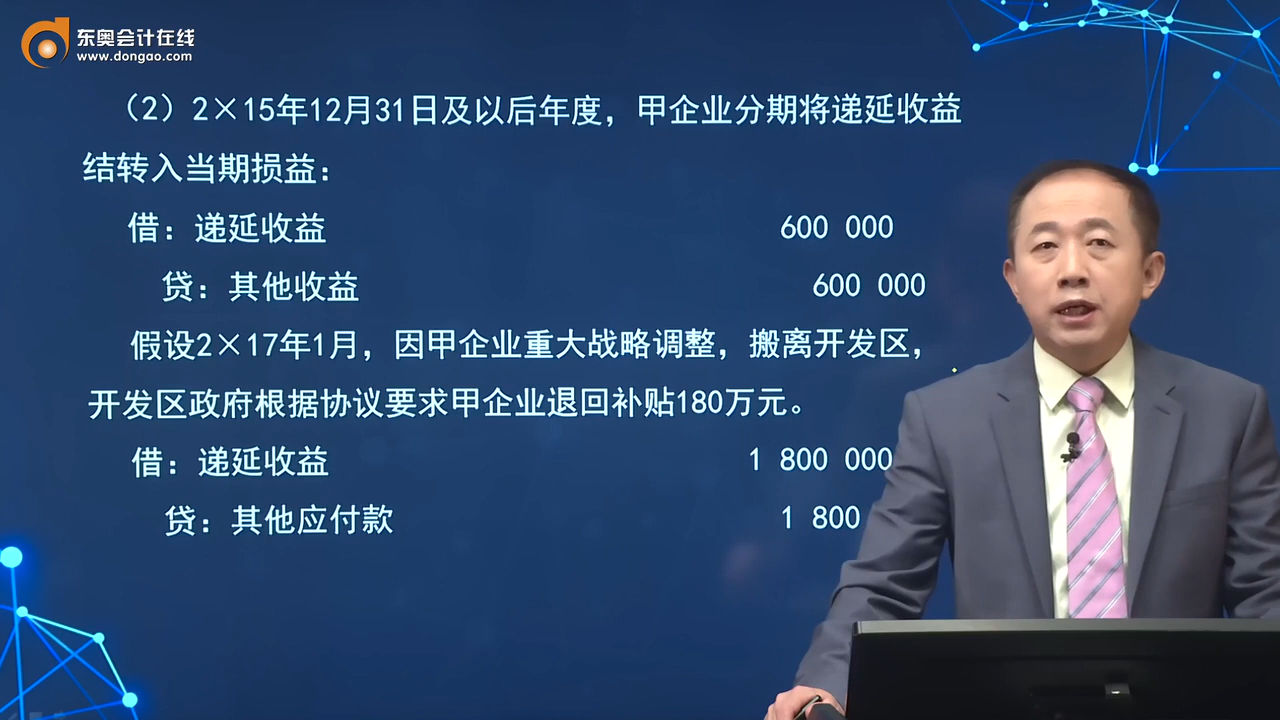 东奥会计在线
www.dongao.com
（2）2×15年12月31日及以后年度，甲企业分期将递延收益
结转入当期损益：
借：递延收益 600 000
贷：其他收益 600 000
假设2×17年1月，因甲企业重大战略调整，搬离开发区，
开发区政府根据协议要求甲企业退回补贴180万元。
借：递延收益 1 800 000
贷：其他应付款 1 800